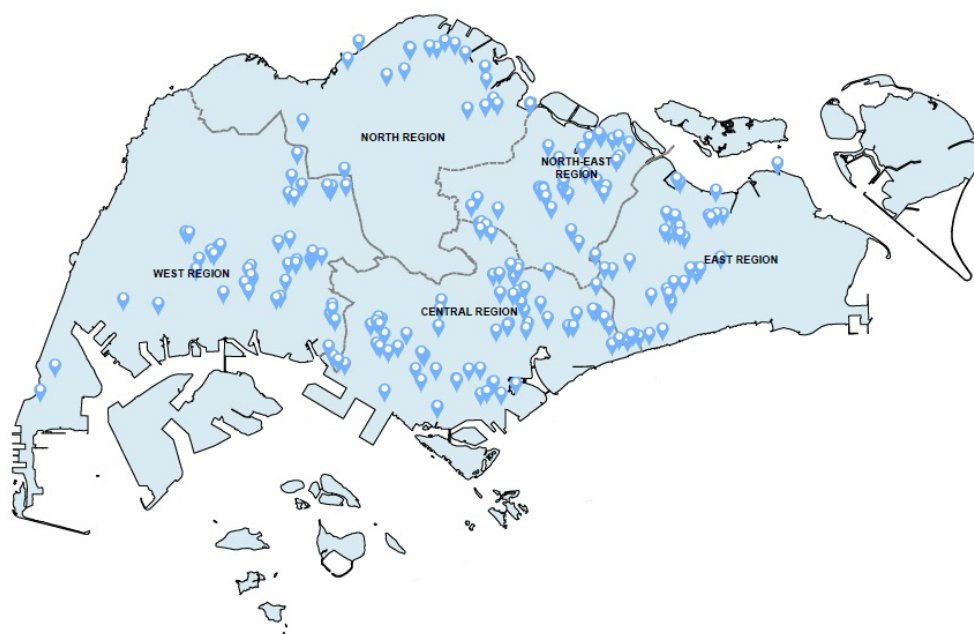 NORTH REGION
NORTH-EAST
REGION
WEST REGION
EAST REGION
CENTRAL REGION